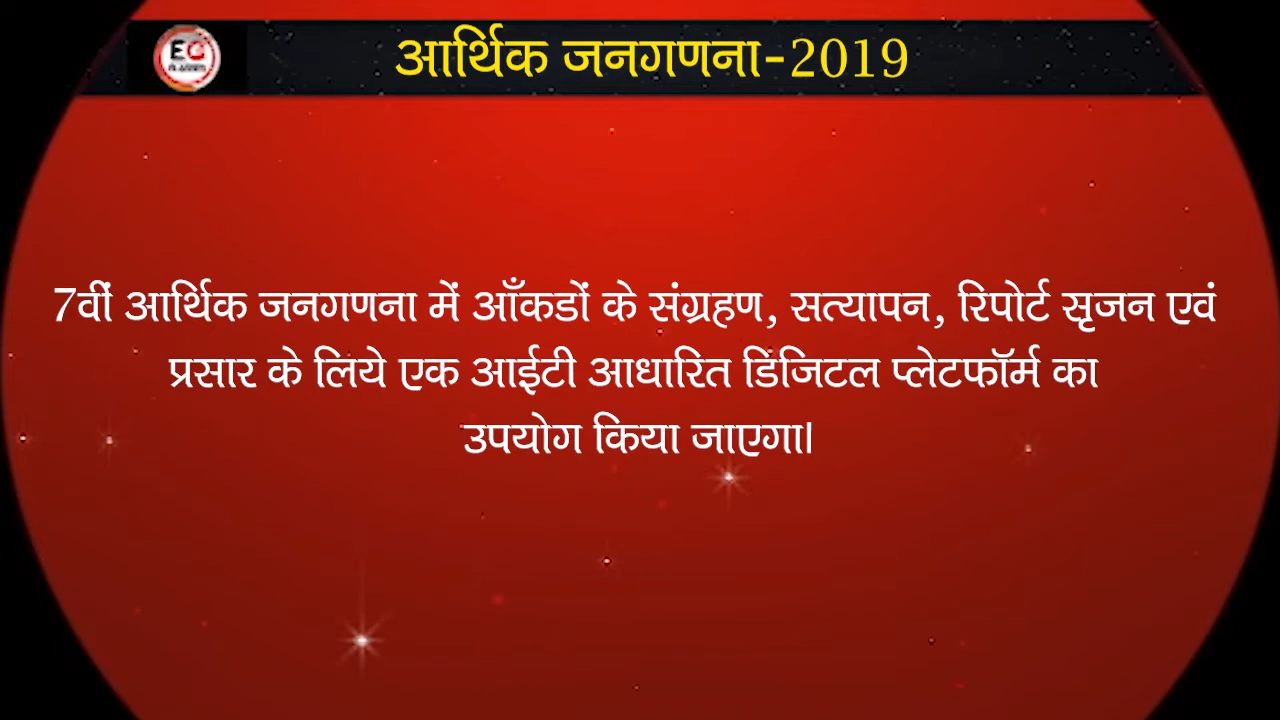 EG
आर्थिक जनगणना-2019
7वीं आर्थिक जनगणना में आँकडों के संग्रहण, सत्यापन, रिपोर्ट सृजन एवं
प्रसार के लिये एक आईटी आधारित डिजिटल प्लेटफॉर्म का
उपयोग किया जाएगा।